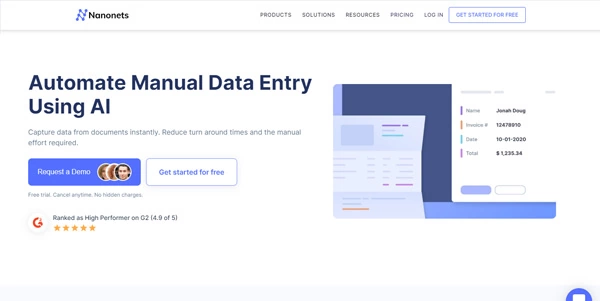 Nanonets
PRODUCTS SOLUTIONS RESOURCES PRICING LOG IN GET STARTED FOR FREE
Automate Manual Data Entry
Using AI
Capture data from documents instantly. Reduce turn around times and the manual
effort required.
Request a Demo
Get started for free
Free trial. Cancel anytime. No hidden charges.
Ranked as High Performer on G2 (4.9 of 5)
Name Jonah Doug
Invoice # 12478910
Date 10-01-2020
Total $ 1,235.34